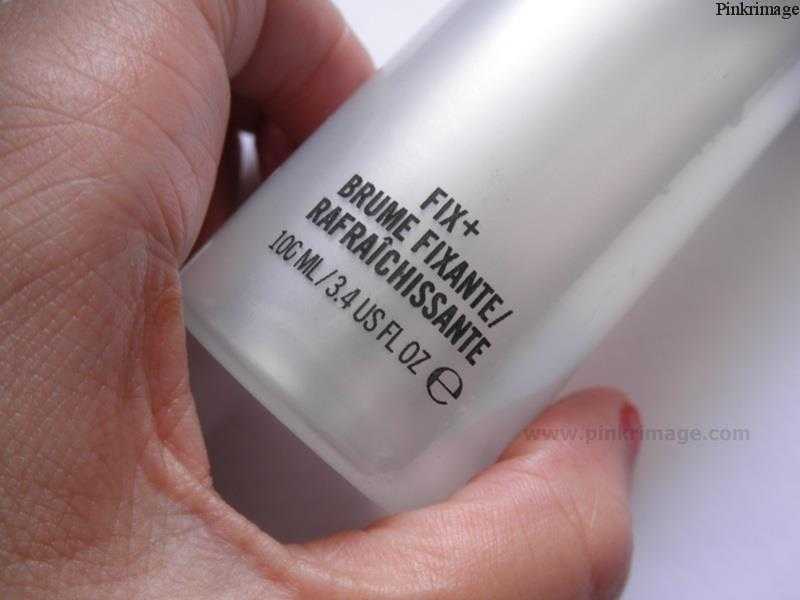 Pinkrimage
FIX+
BRUME FIXANTE/
RAFRAÎCHISSANTE
100 ML / 3.4 US FL OZ ℮
www.pinkrimage.com